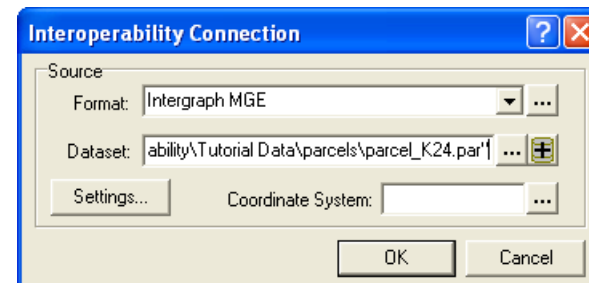 Interoperability Connection
Source
Format: Intergraph MGE ...
Dataset: ability\Tutorial Data\parcels\parcel_K24.par" ...
Settings... Coordinate System: ...
OK Cancel